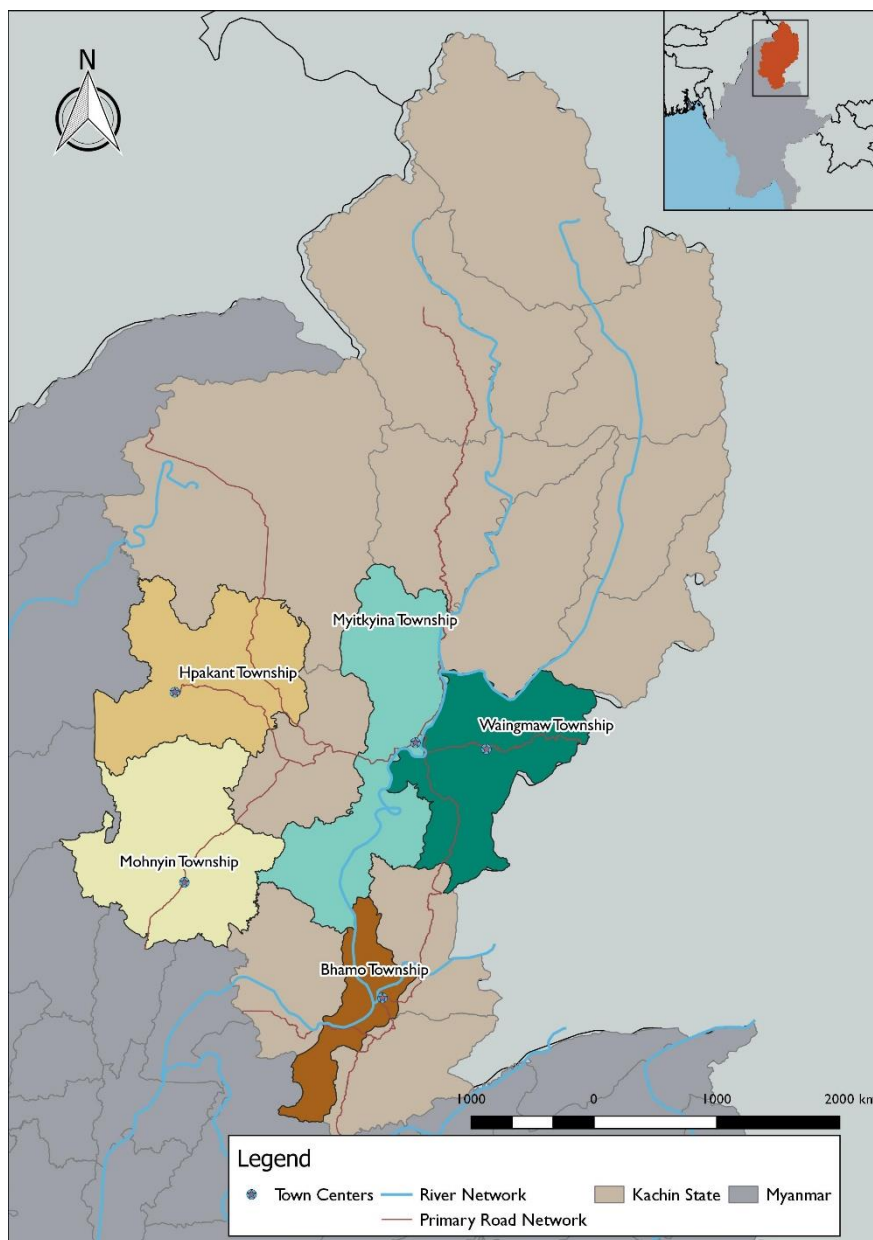 N
Myitkyina Township
Hpakant Township
Waingmaw Township
Mohnyin Township
Bhamo Township
1000 0 1000 2000 km
Legend
Town Centers River Network Kachin State Myanmar
Primary Road Network